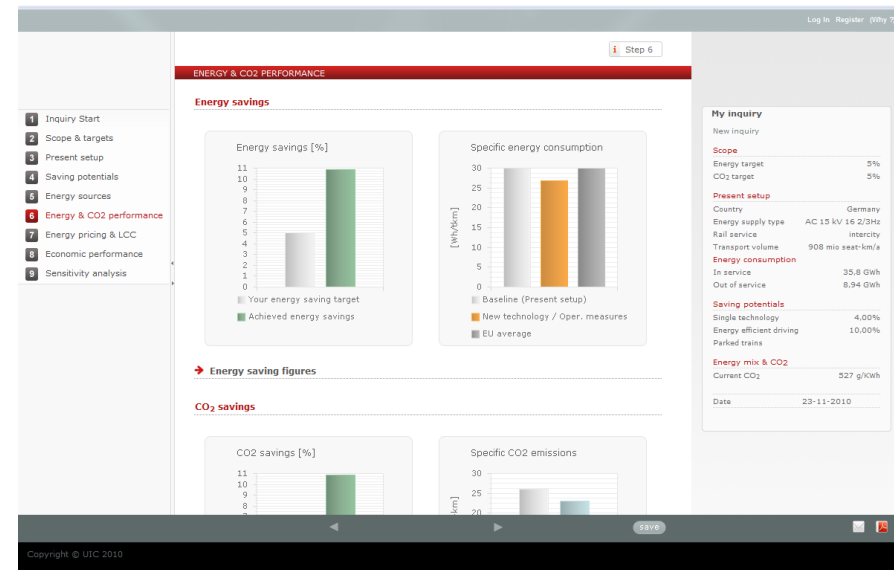 Log In Register (Why ?)
i Step 6
ENERGY & CO2 PERFORMANCE
Energy savings
1 Inquiry Start
2 Scope & targets
3 Present setup
4 Saving potentials
5 Energy sources
6 Energy & CO2 performance
7 Energy pricing & LCC
8 Economic performance
9 Sensitivity analysis
Energy savings [%]
11
10
9
8
7
6
5
4
3
2
1
0
Your energy saving target
Achieved energy savings
Specific energy consumption
[Wh/tkm]
30
25
20
15
10
5
0
Baseline (Present setup)
New technology / Oper. measures
EU average
Energy saving figures
CO2 savings
CO2 savings [%]
11
10
9
8
Specific CO2 emissions
30
25
20
My inquiry
New inquiry
Scope
Energy target 5%
CO2 target 5%
Present setup
Country Germany
Energy supply type AC 15 kV 16 2/3Hz
Rail service intercity
Transport volume 908 mio seat-km/a
Energy consumption
In service 35,8 GWh
Out of service 8,94 GWh
Saving potentials
Single technology 4,00%
Energy efficient driving 10,00%
Parked trains
Energy mix & CO2
Current CO2 527 g/KWh
Date 23-11-2010
save
Copyright © UIC 2010